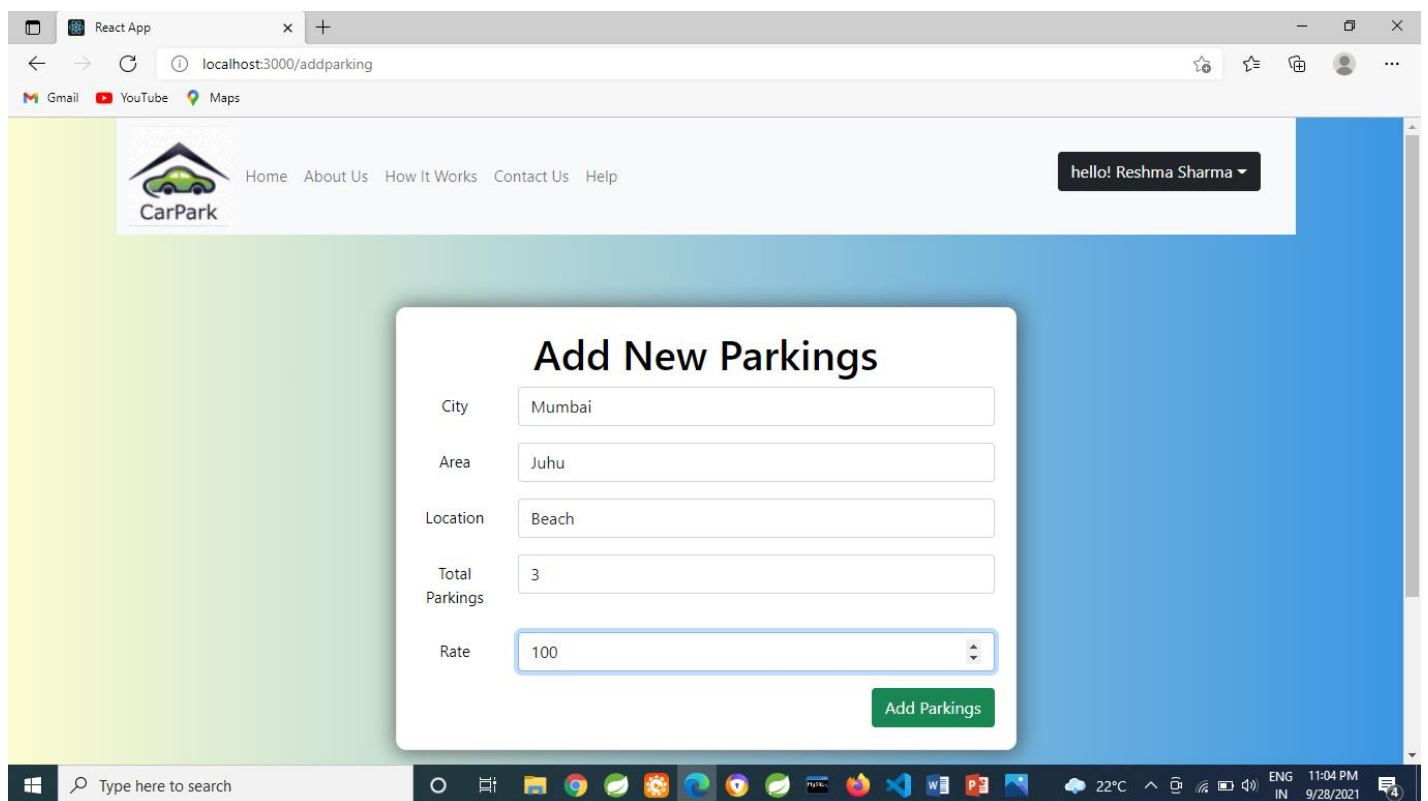 React App
localhost:3000/addparking
Gmail YouTube Maps
CarPark
Home About Us How It Works Contact Us Help
hello! Reshma Sharma
Add New Parkings
City
Mumbai
Area
Juhu
Location
Beach
Total
Parkings
3
Rate
100
Add Parkings
Type here to search
22°C
ENG
IN
11:04 PM
9/28/2021
4